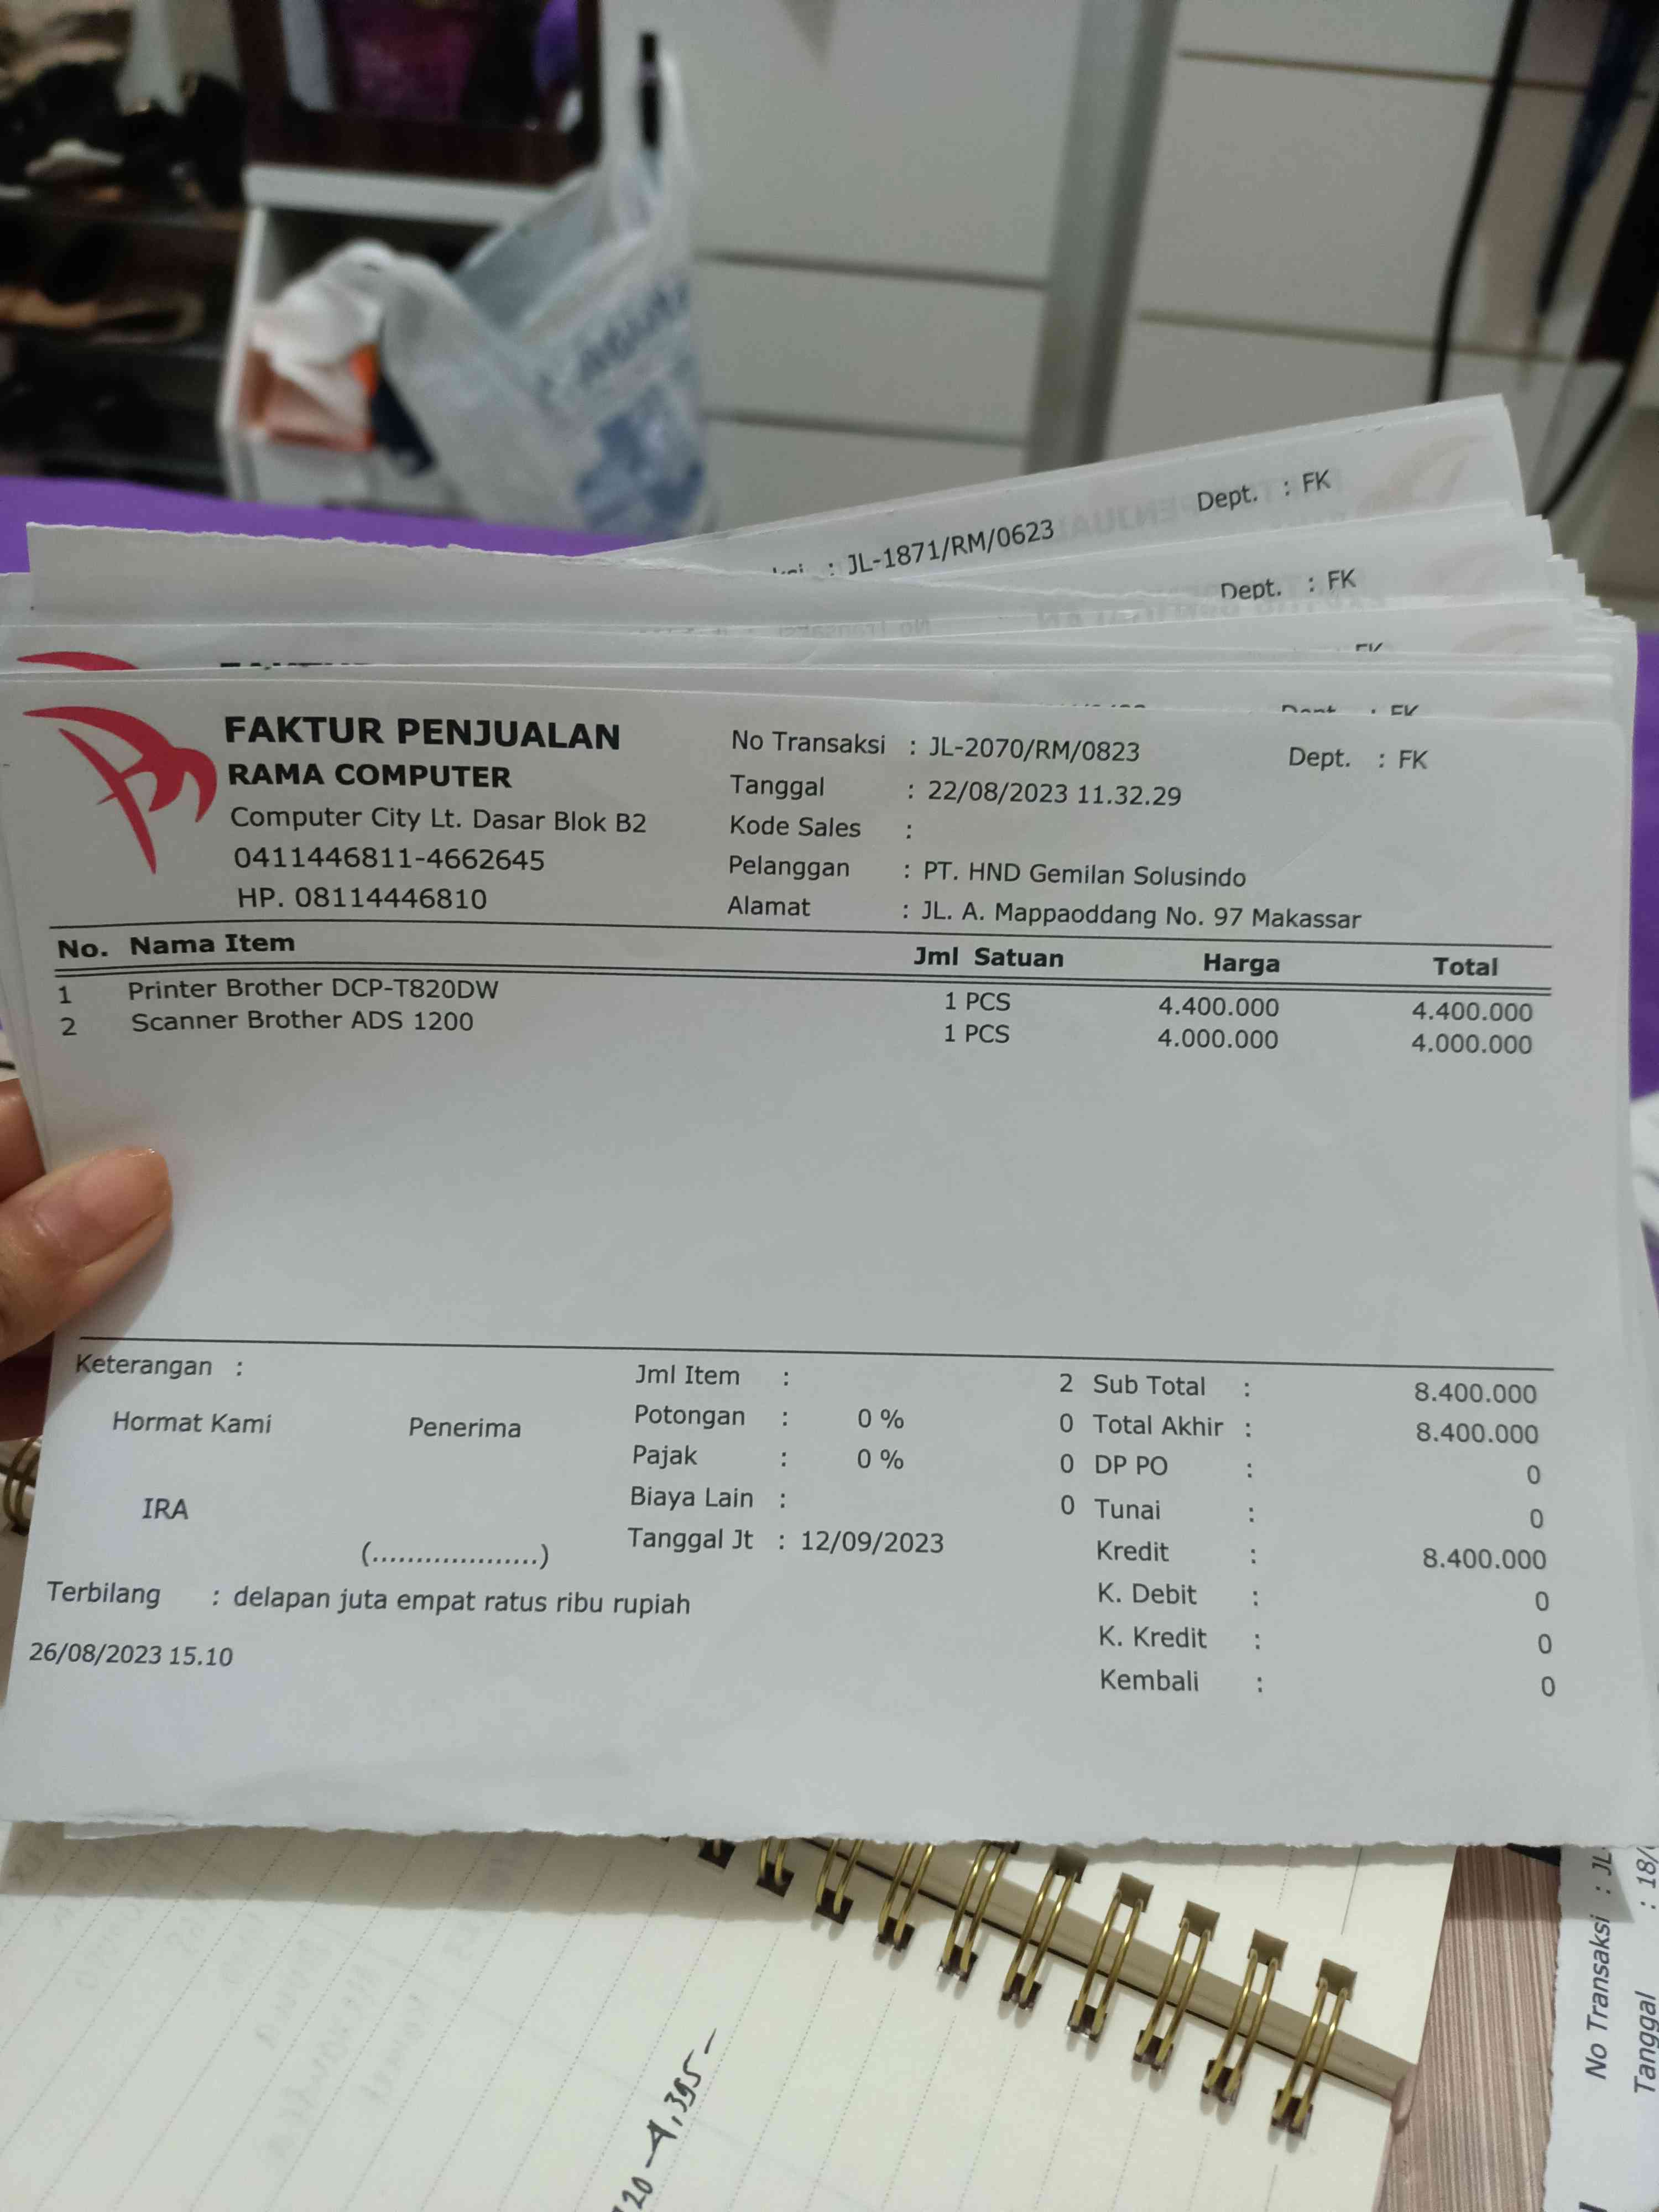 : JL-1871/RM/0623
Dept. : FK
Dept. : FK
FAKTUR PENJUALAN
RAMA COMPUTER
Computer City Lt. Dasar Blok B2
0411446811-4662645
HP. 08114446810
No Transaksi : JL-2070/RM/0823
Dept. : FK
Tanggal : 22/08/2023 11.32.29
Kode Sales :
Pelanggan : PT. HND Gemilan Solusindo
Alamat : JL. A. Mappaoddang No. 97 Makassar
No. Nama Item Jml Satuan Harga Total
1 Printer Brother DCP-T820DW 1 PCS 4.400.000 4.400.000
2 Scanner Brother ADS 1200 1 PCS 4.000.000 4.000.000
Keterangan :
Hormat Kami Penerima
IRA
(...................)
Jml Item : 2
Potongan : 0 % 0
Pajak : 0 % 0
Biaya Lain : 0
Tanggal Jt : 12/09/2023
Sub Total : 8.400.000
Total Akhir : 8.400.000
DP PO : 0
Tunai : 0
Kredit : 8.400.000
K. Debit : 0
K. Kredit : 0
Kembali : 0
Terbilang : delapan juta empat ratus ribu rupiah
26/08/2023 15.10
No Transaksi : JL
Tanggal : 18/